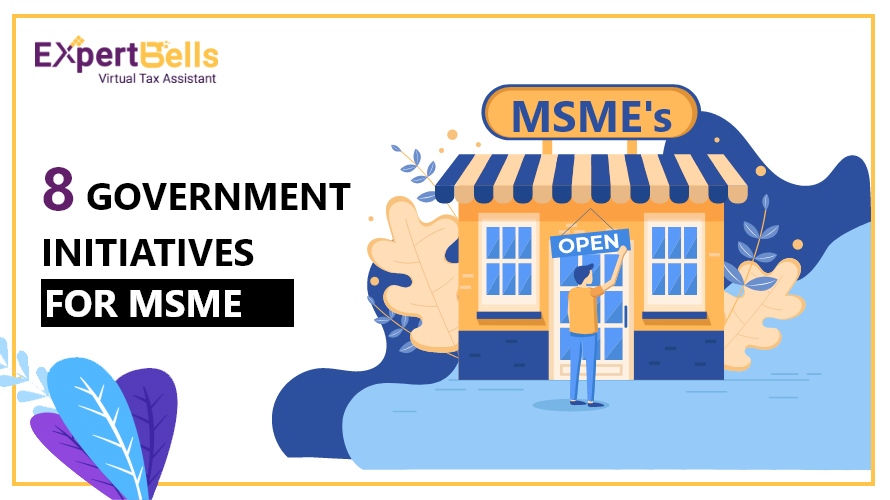 EXpertBells
Virtual Tax Assistant
8 GOVERNMENT
INITIATIVES
FOR MSME
MSME's
OPEN